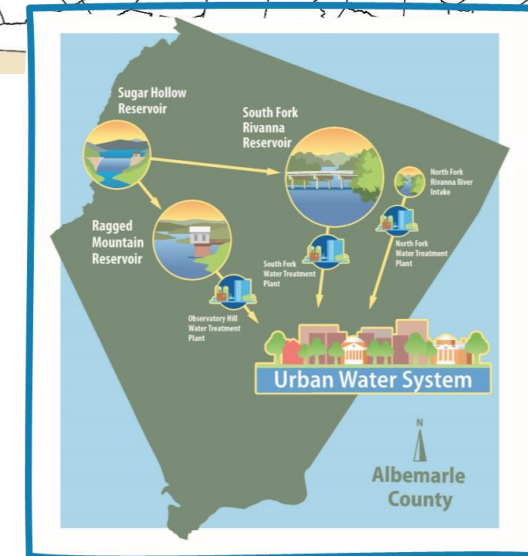 Sugar Hollow
Reservoir
South Fork
Rivanna
Reservoir
North Fork
Rivanna River
Intake
Ragged
Mountain
Reservoir
South Fork
Water Treatment
Plant
North Fork
Water Treatment
Plant
Observatory Hill
Water Treatment
Plant
Urban Water System
N
Albemarle
County